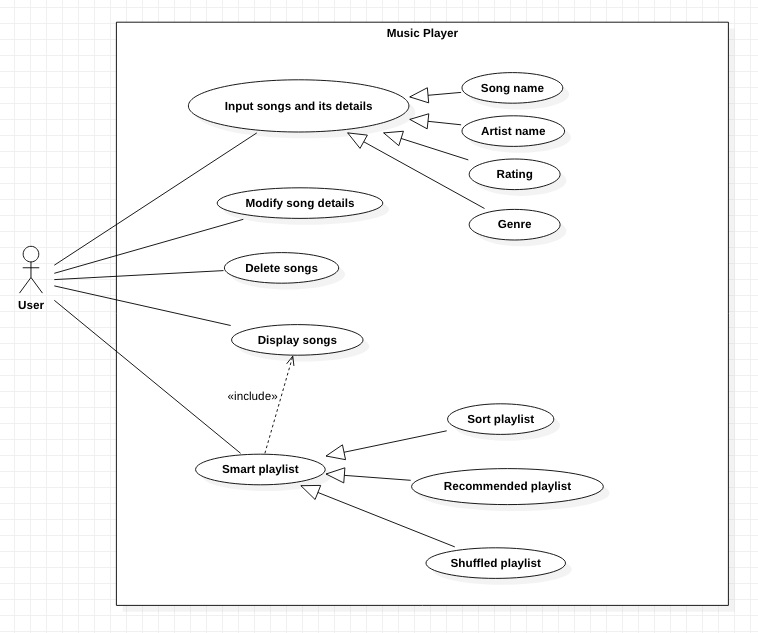 Music Player
Song name
Input songs and its details
Artist name
Rating
Modify song details
Genre
Delete songs
User
Display songs
«include»
Sort playlist
Smart playlist
Recommended playlist
Shuffled playlist